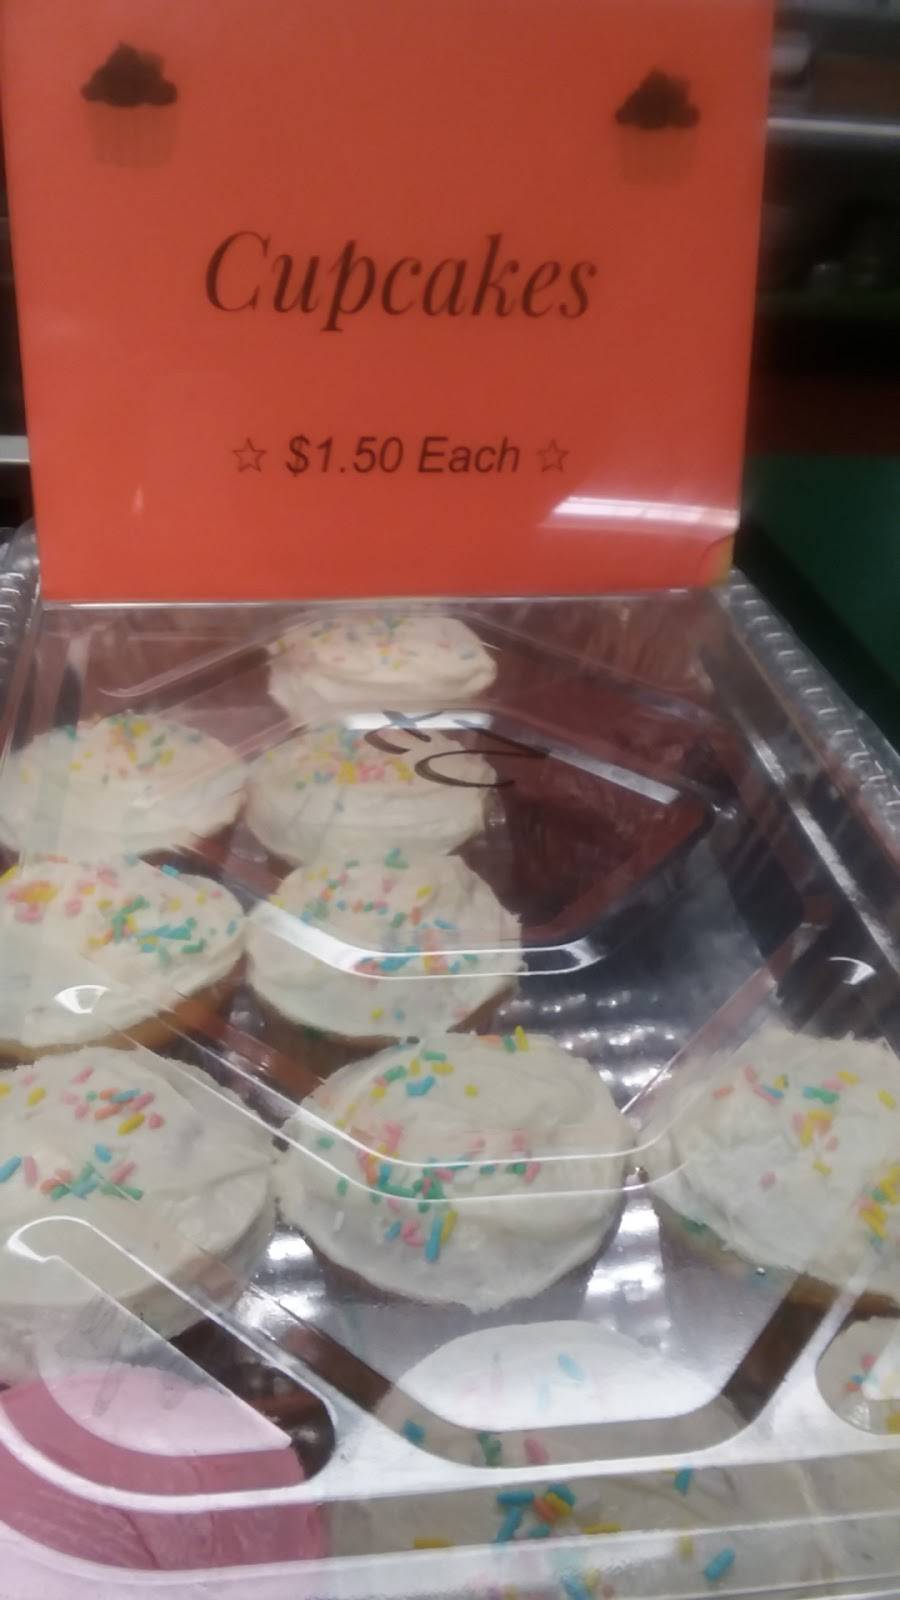 Cupcakes
☆ $1.50 Each ☆